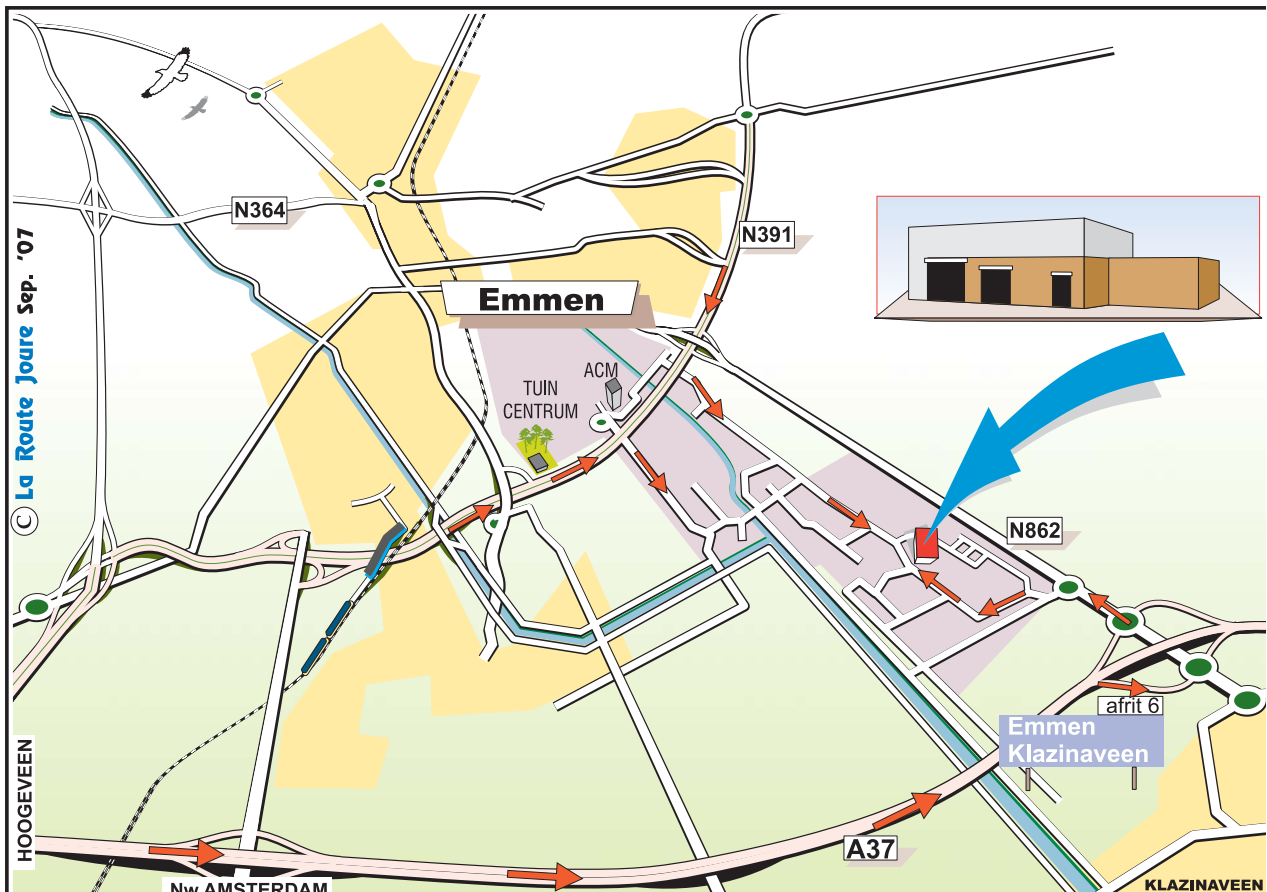 N364
N391
Emmen
ACM
TUIN
CENTRUM
N862
afrit 6
Emmen
Klazinaveen
A37
HOOGEVEEN
Nw AMSTERDAM
KLAZINAVEEN
© La Route Joure Sep. '07